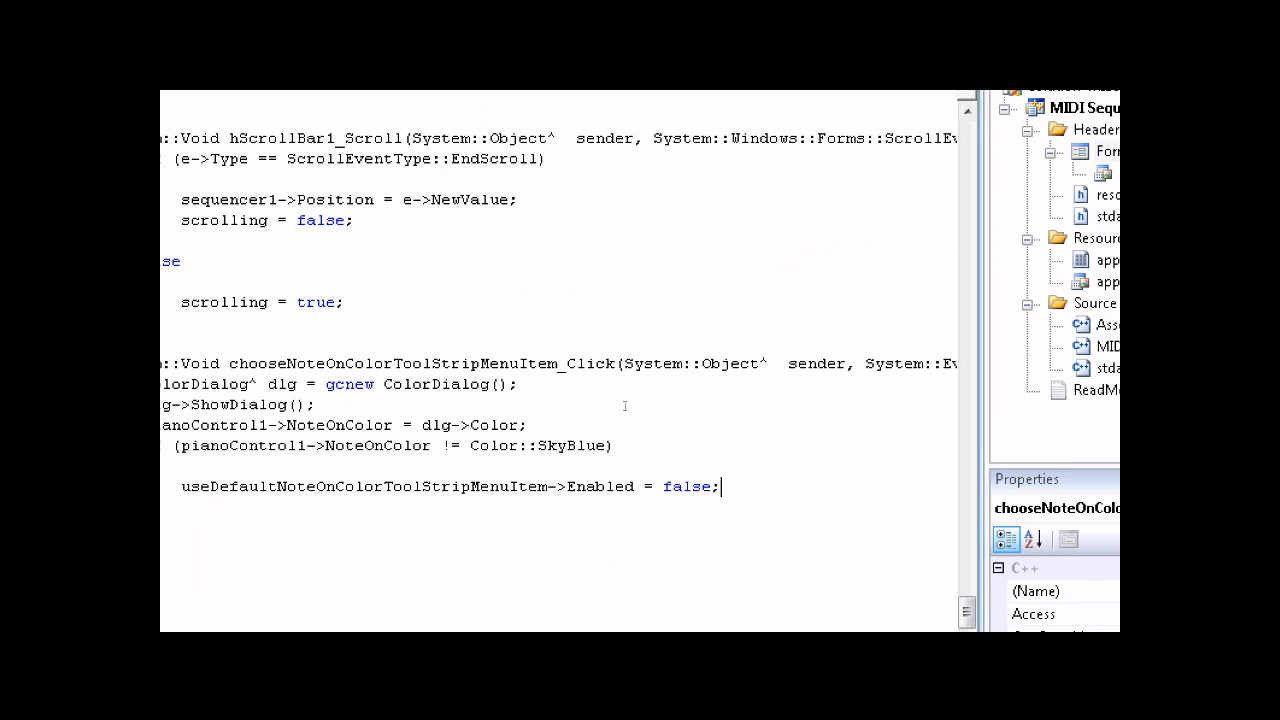 ::Void hScrollBar1_Scroll(System::Object^  sender, System::Windows::Forms::ScrollEv
(e->Type == ScrollEventType::EndScroll)
sequencer1->Position = e->NewValue;
scrolling = false;
se
scrolling = true;
::Void chooseNoteOnColorToolStripMenuItem_Click(System::Object^  sender, System::Ev
lorDialog^ dlg = gcnew ColorDialog();
g->ShowDialog();
anoControl1->NoteOnColor = dlg->Color;
(pianoControl1->NoteOnColor != Color::SkyBlue)
useDefaultNoteOnColorToolStripMenuItem->Enabled = false;
MIDI Sequ
Header
For
h reso
h stda
Resour
app
app
Source
C++ Ass
C++ MID
C++ stda
ReadMe
Properties
chooseNoteOnColo
C++
(Name)
Access